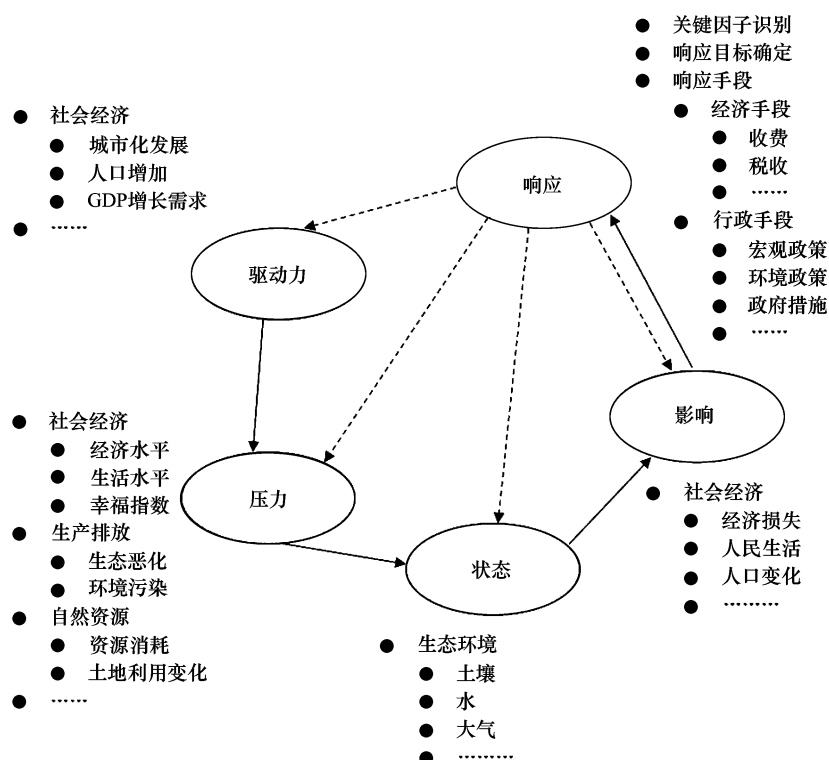 关键因子识别
响应目标确定
响应手段
经济手段
收费
税收
……
行政手段
宏观政策
环境政策
政府措施
……
社会经济
城市化发展
人口增加
GDP增长需求
……
响应
驱动力
影响
社会经济
经济水平
生活水平
幸福指数
生产排放
生态恶化
环境污染
自然资源
资源消耗
土地利用变化
……
压力
状态
社会经济
经济损失
人民生活
人口变化
………
生态环境
土壤
水
大气
………